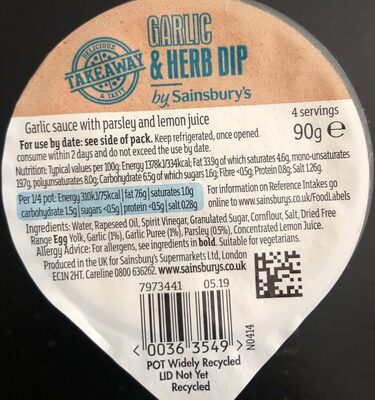 DELICIOUS
TAKEAWAY
& TASTY
GARLIC
& HERB DIP
by Sainsbury's
Garlic sauce with parsley and lemon juice
4 servings
90g ℮
For use by date: see side of pack. Keep refrigerated, once opened
consume within 2 days and do not exceed the use by date.
Nutrition: Typical values per 100g: Energy 1378kJ/334kcal; Fat 33.9g of which saturates 4.6g, mono-unsaturates
19.7g, polyunsaturates 8.0g; Carbohydrate 6.5g of which sugars 1.6g; Fibre <0.5g; Protein 0.8g; Salt 1.26g.
Per 1/4 pot: Energy 310kJ/75kcal | fat 7.6g | saturates 1.0g
carbohydrate 1.5g | sugars <0.5g | protein <0.5g | salt 0.28g
For information on Reference Intakes go
online to www.sainsburys.co.uk/FoodLabels
Ingredients: Water, Rapeseed Oil, Spirit Vinegar, Granulated Sugar, Cornflour, Salt, Dried Free
Range Egg Yolk, Garlic (1%), Garlic Puree (1%), Parsley (0.5%), Concentrated Lemon Juice.
Allergy Advice: For allergens, see ingredients in bold. Suitable for vegetarians.
Produced in the UK for Sainsbury's Supermarkets Ltd, London
EC1N 2HT. Careline 0800 636262. www.sainsburys.co.uk
7973441 05.19
< 0036 3549 >
N0414
POT Widely Recycled
LID Not Yet
Recycled